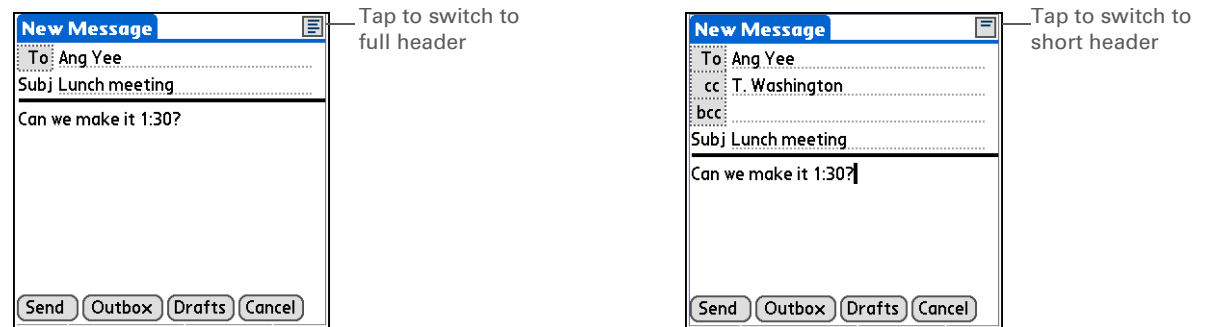 New Message
Tap to switch to
full header
To Ang Yee
Subj Lunch meeting
Can we make it 1:30?
Send Outbox Drafts Cancel
New Message
Tap to switch to
short header
To Ang Yee
cc T. Washington
bcc
Subj Lunch meeting
Can we make it 1:30?
Send Outbox Drafts Cancel